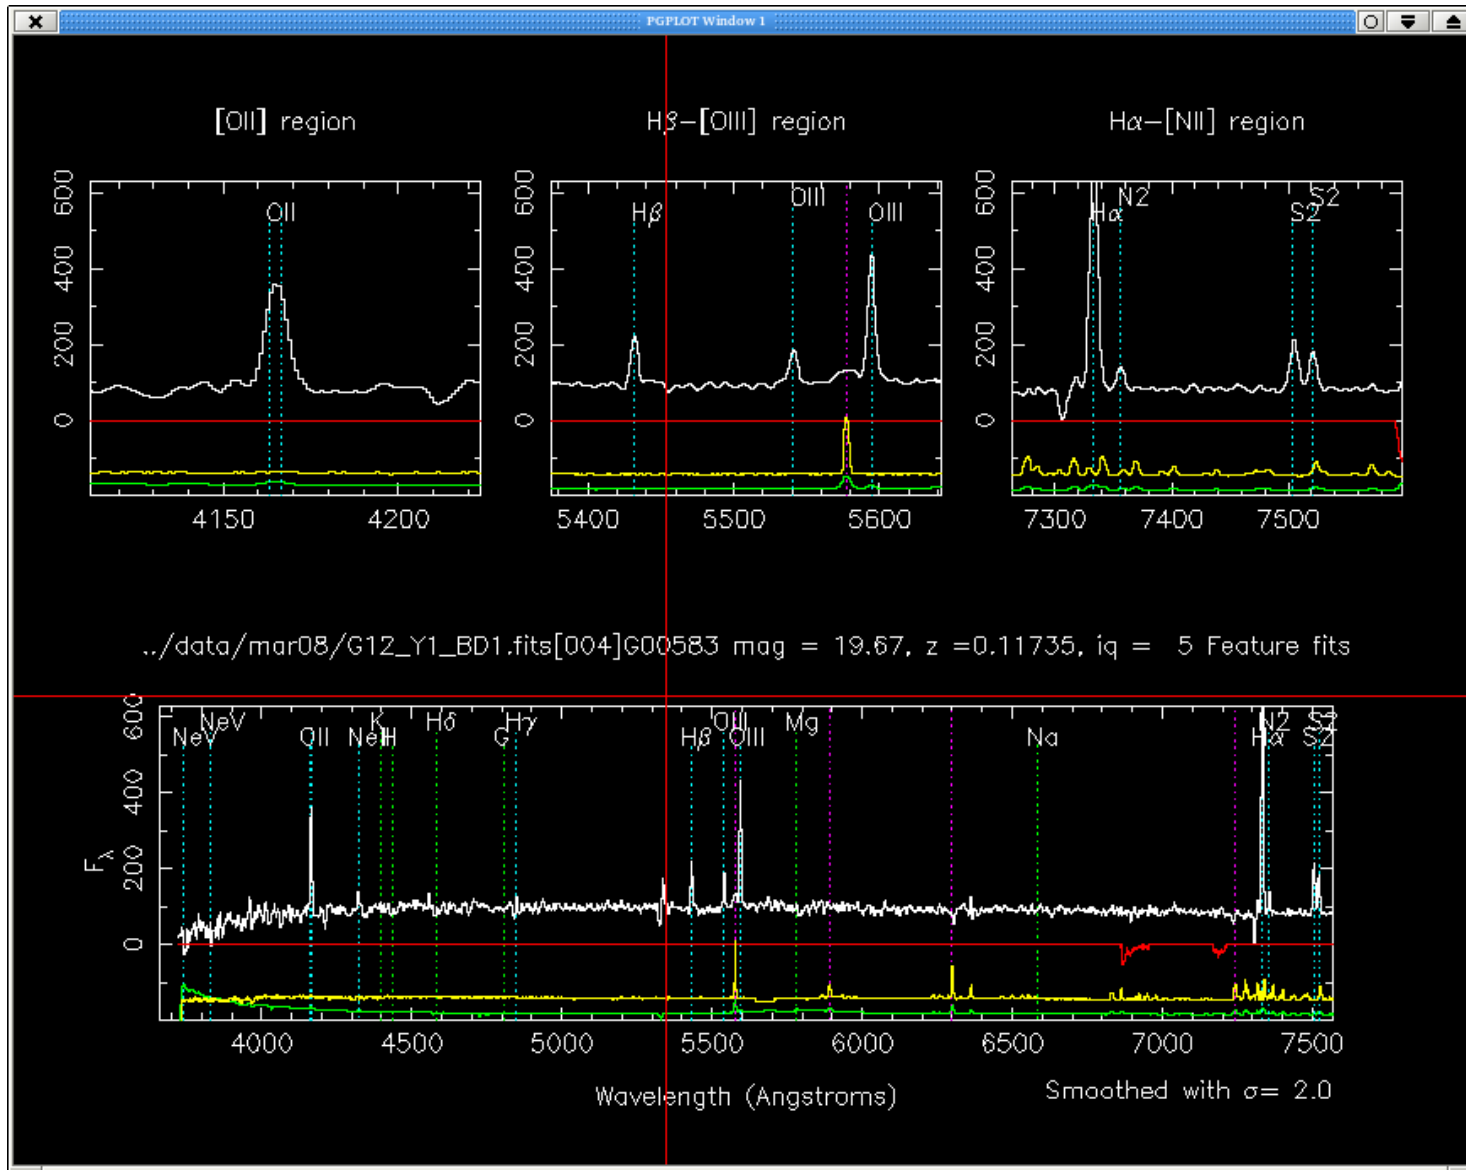 PGPLOT Window 1
[OII] region
Hβ-[OIII] region
Hα-[NII] region
OII
Hβ
OIII
OIII
Hα
N2
S2
S2
0 200 400 600
0 200 400 600
0 200 400 600
4150 4200
5400 5500 5600
7300 7400 7500
../data/mar08/G12_Y1_BD1.fits[004]G00583 mag = 19.67, z =0.11735, iq = 5 Feature fits
NeV
NeV
OII
K
H
Hδ
G
Hγ
Hβ
OIII
OIII
Mg
Na
Hα
N2
S2
S2
0 200 400 600
Fλ
4000 4500 5000 5500 6000 6500 7000 7500
Wavelength (Angstroms)
Smoothed with σ= 2.0